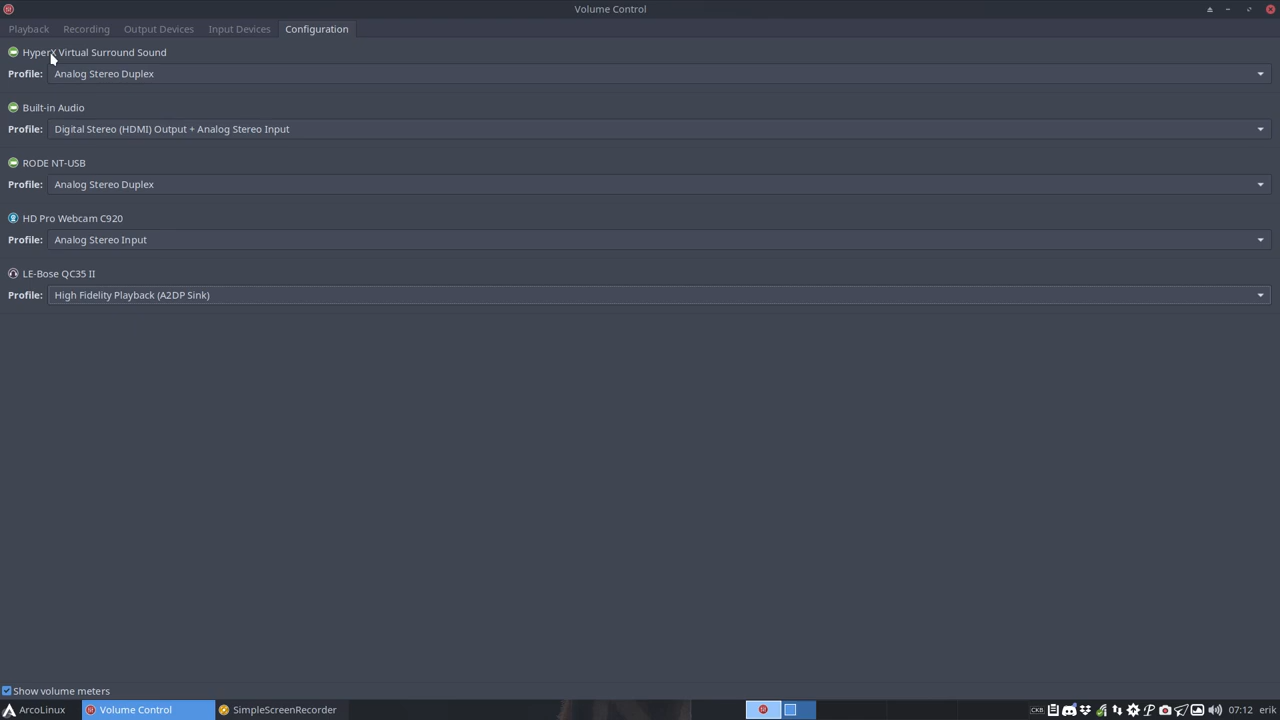 Volume Control
Playback Recording Output Devices Input Devices Configuration
HyperX Virtual Surround Sound
Profile: Analog Stereo Duplex
Built-in Audio
Profile: Digital Stereo (HDMI) Output + Analog Stereo Input
RODE NT-USB
Profile: Analog Stereo Duplex
HD Pro Webcam C920
Profile: Analog Stereo Input
LE-Bose QC35 II
Profile: High Fidelity Playback (A2DP Sink)
Show volume meters
ArcoLinux Volume Control SimpleScreenRecorder CKB 07:12 erik